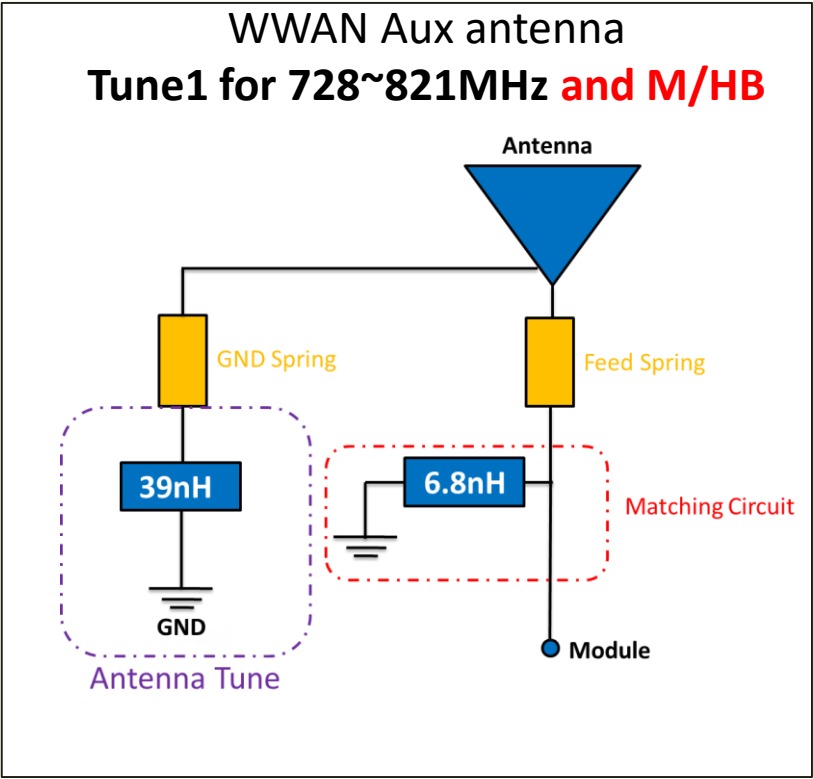 WWAN Aux antenna
Tune1 for 728~821MHz and M/HB
Antenna
GND Spring
Feed Spring
39nH
6.8nH
Matching Circuit
GND
Module
Antenna Tune